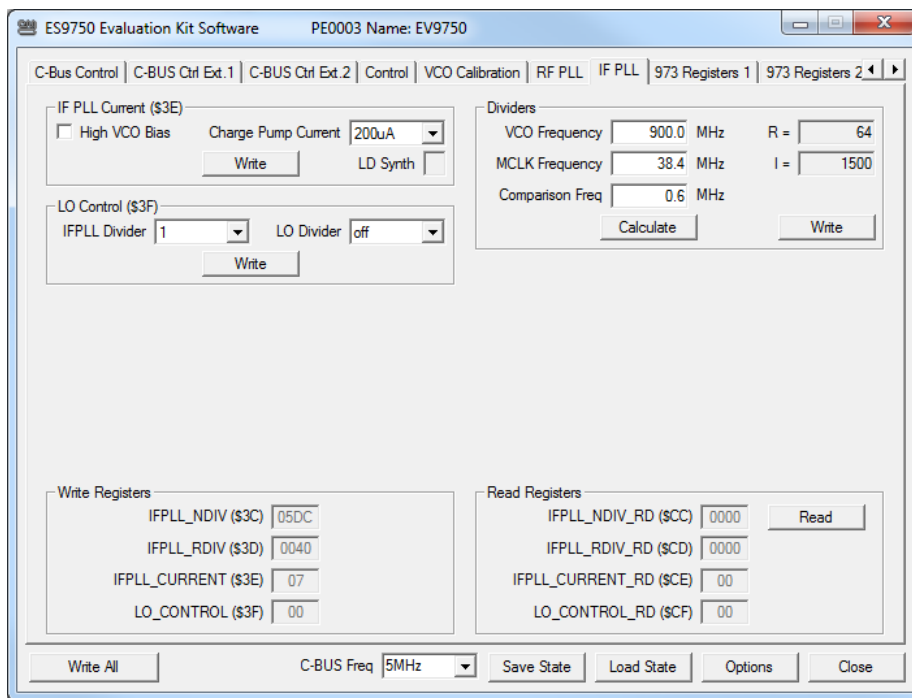 ES9750 Evaluation Kit Software PE0003 Name: EV9750
C-Bus Control C-BUS Ctrl Ext.1 C-BUS Ctrl Ext.2 Control VCO Calibration RF PLL IF PLL 973 Registers 1 973 Registers 2
IF PLL Current ($3E)
High VCO Bias Charge Pump Current 200uA
Write LD Synth
LO Control ($3F)
IFPLL Divider 1 LO Divider off
Write
Dividers
VCO Frequency 900.0 MHz R = 64
MCLK Frequency 38.4 MHz I = 1500
Comparison Freq 0.6 MHz
Calculate Write
Write Registers
IFPLL_NDIV ($3C) 05DC
IFPLL_RDIV ($3D) 0040
IFPLL_CURRENT ($3E) 07
LO_CONTROL ($3F) 00
Read Registers
IFPLL_NDIV_RD ($CC) 0000 Read
IFPLL_RDIV_RD ($CD) 0000
IFPLL_CURRENT_RD ($CE) 00
LO_CONTROL_RD ($CF) 00
Write All C-BUS Freq 5MHz Save State Load State Options Close